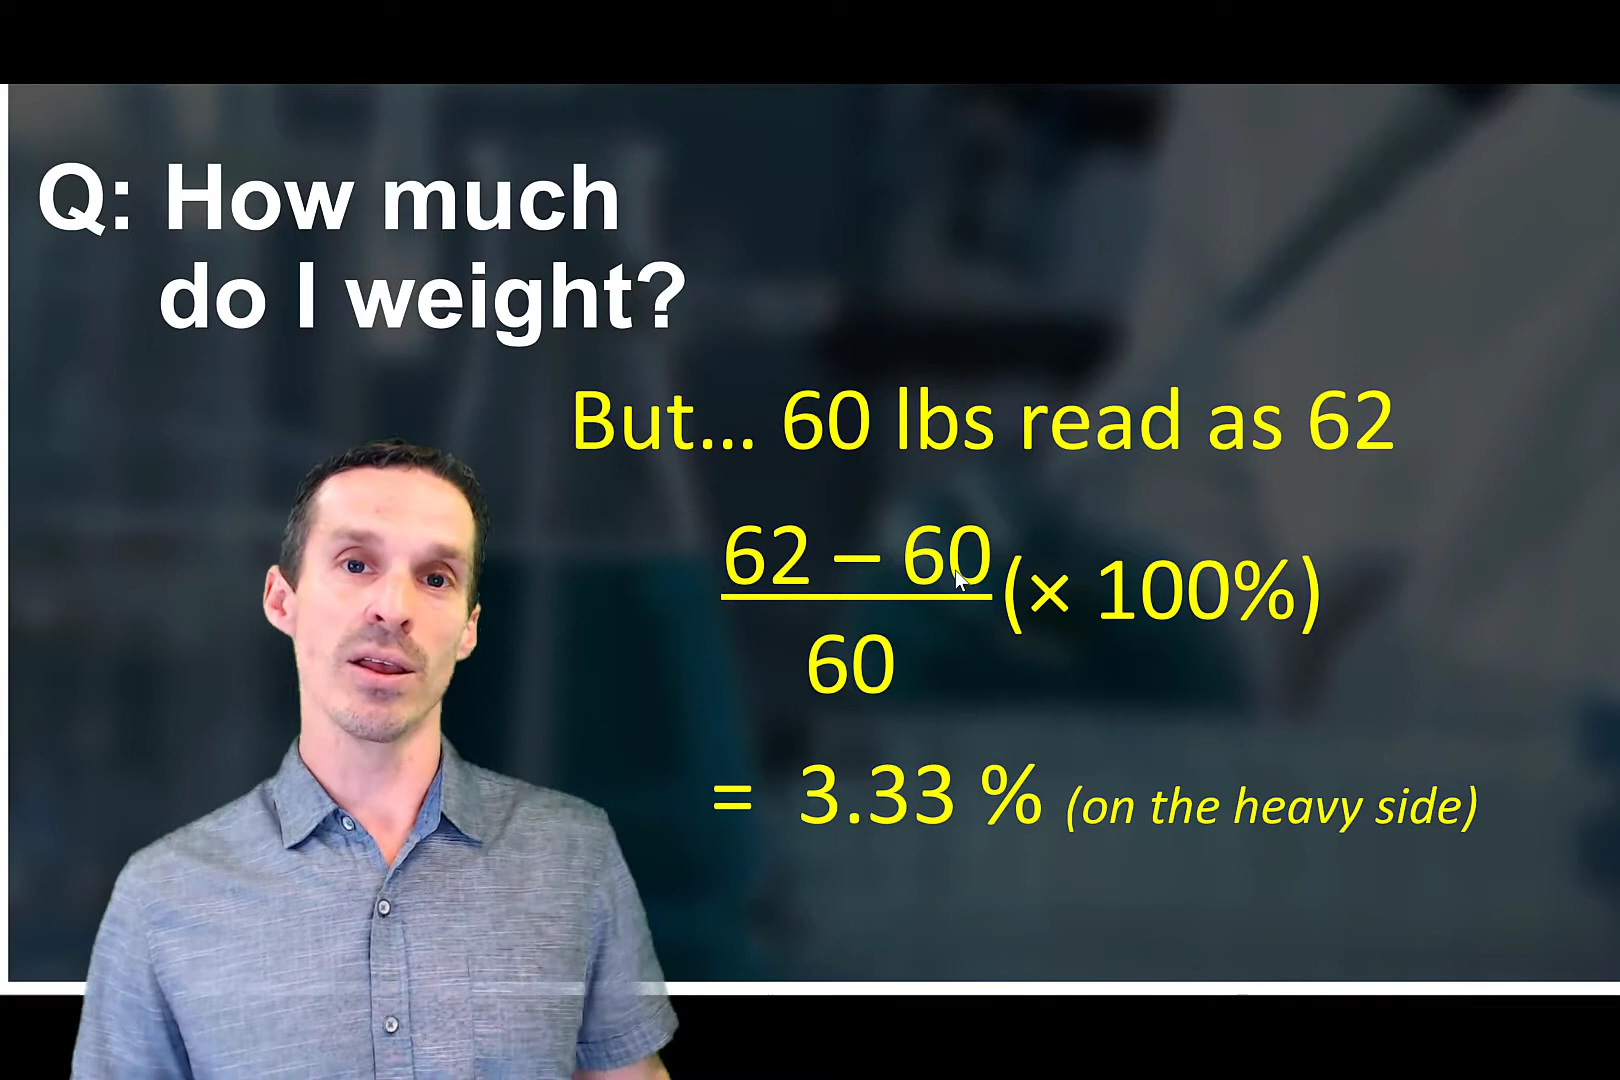 Q: How much
do I weight?
But... 60 lbs read as 62
62 – 60
(× 100%)
60
= 3.33 % (on the heavy side)